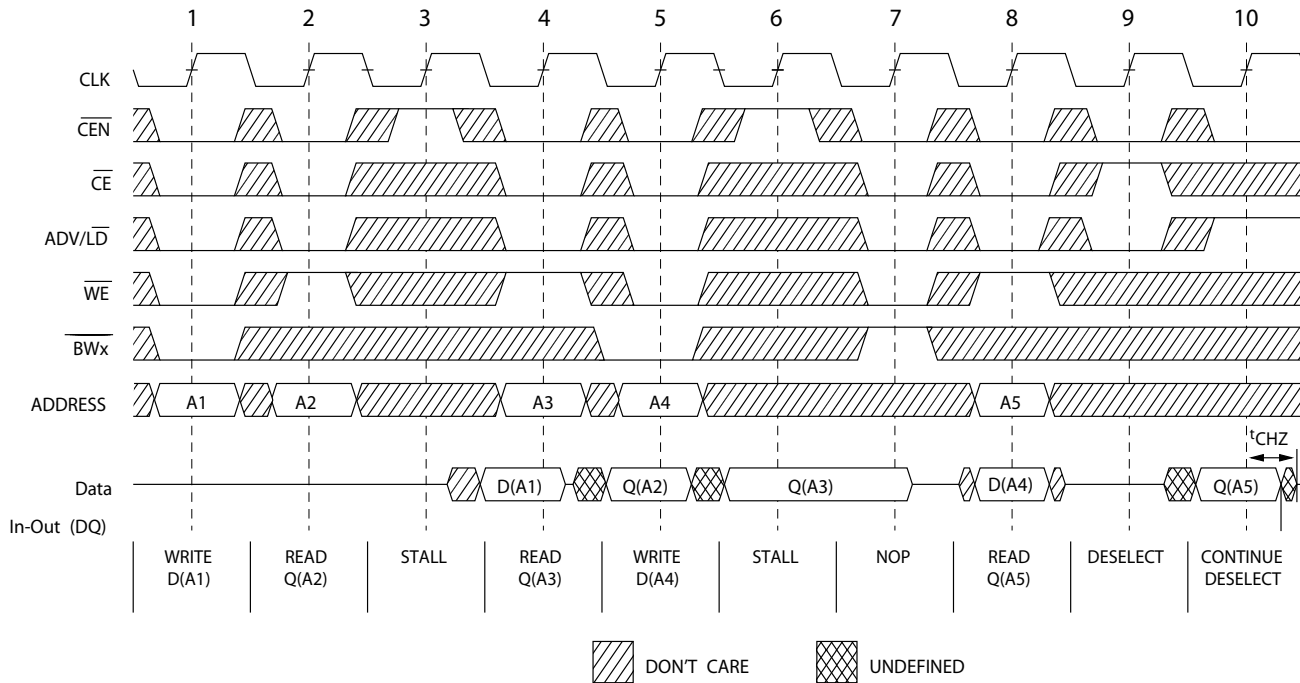 1 2 3 4 5 6 7 8 9 10
CLK
CEN
CE
ADV/LD
WE
BWx
ADDRESS A1 A2 A3 A4 A5
tCHZ
Data D(A1) Q(A2) Q(A3) D(A4) Q(A5)
In-Out (DQ)
WRITE READ STALL READ WRITE STALL NOP READ DESELECT CONTINUE
D(A1) Q(A2) Q(A3) D(A4) Q(A5) DESELECT
DON'T CARE UNDEFINED